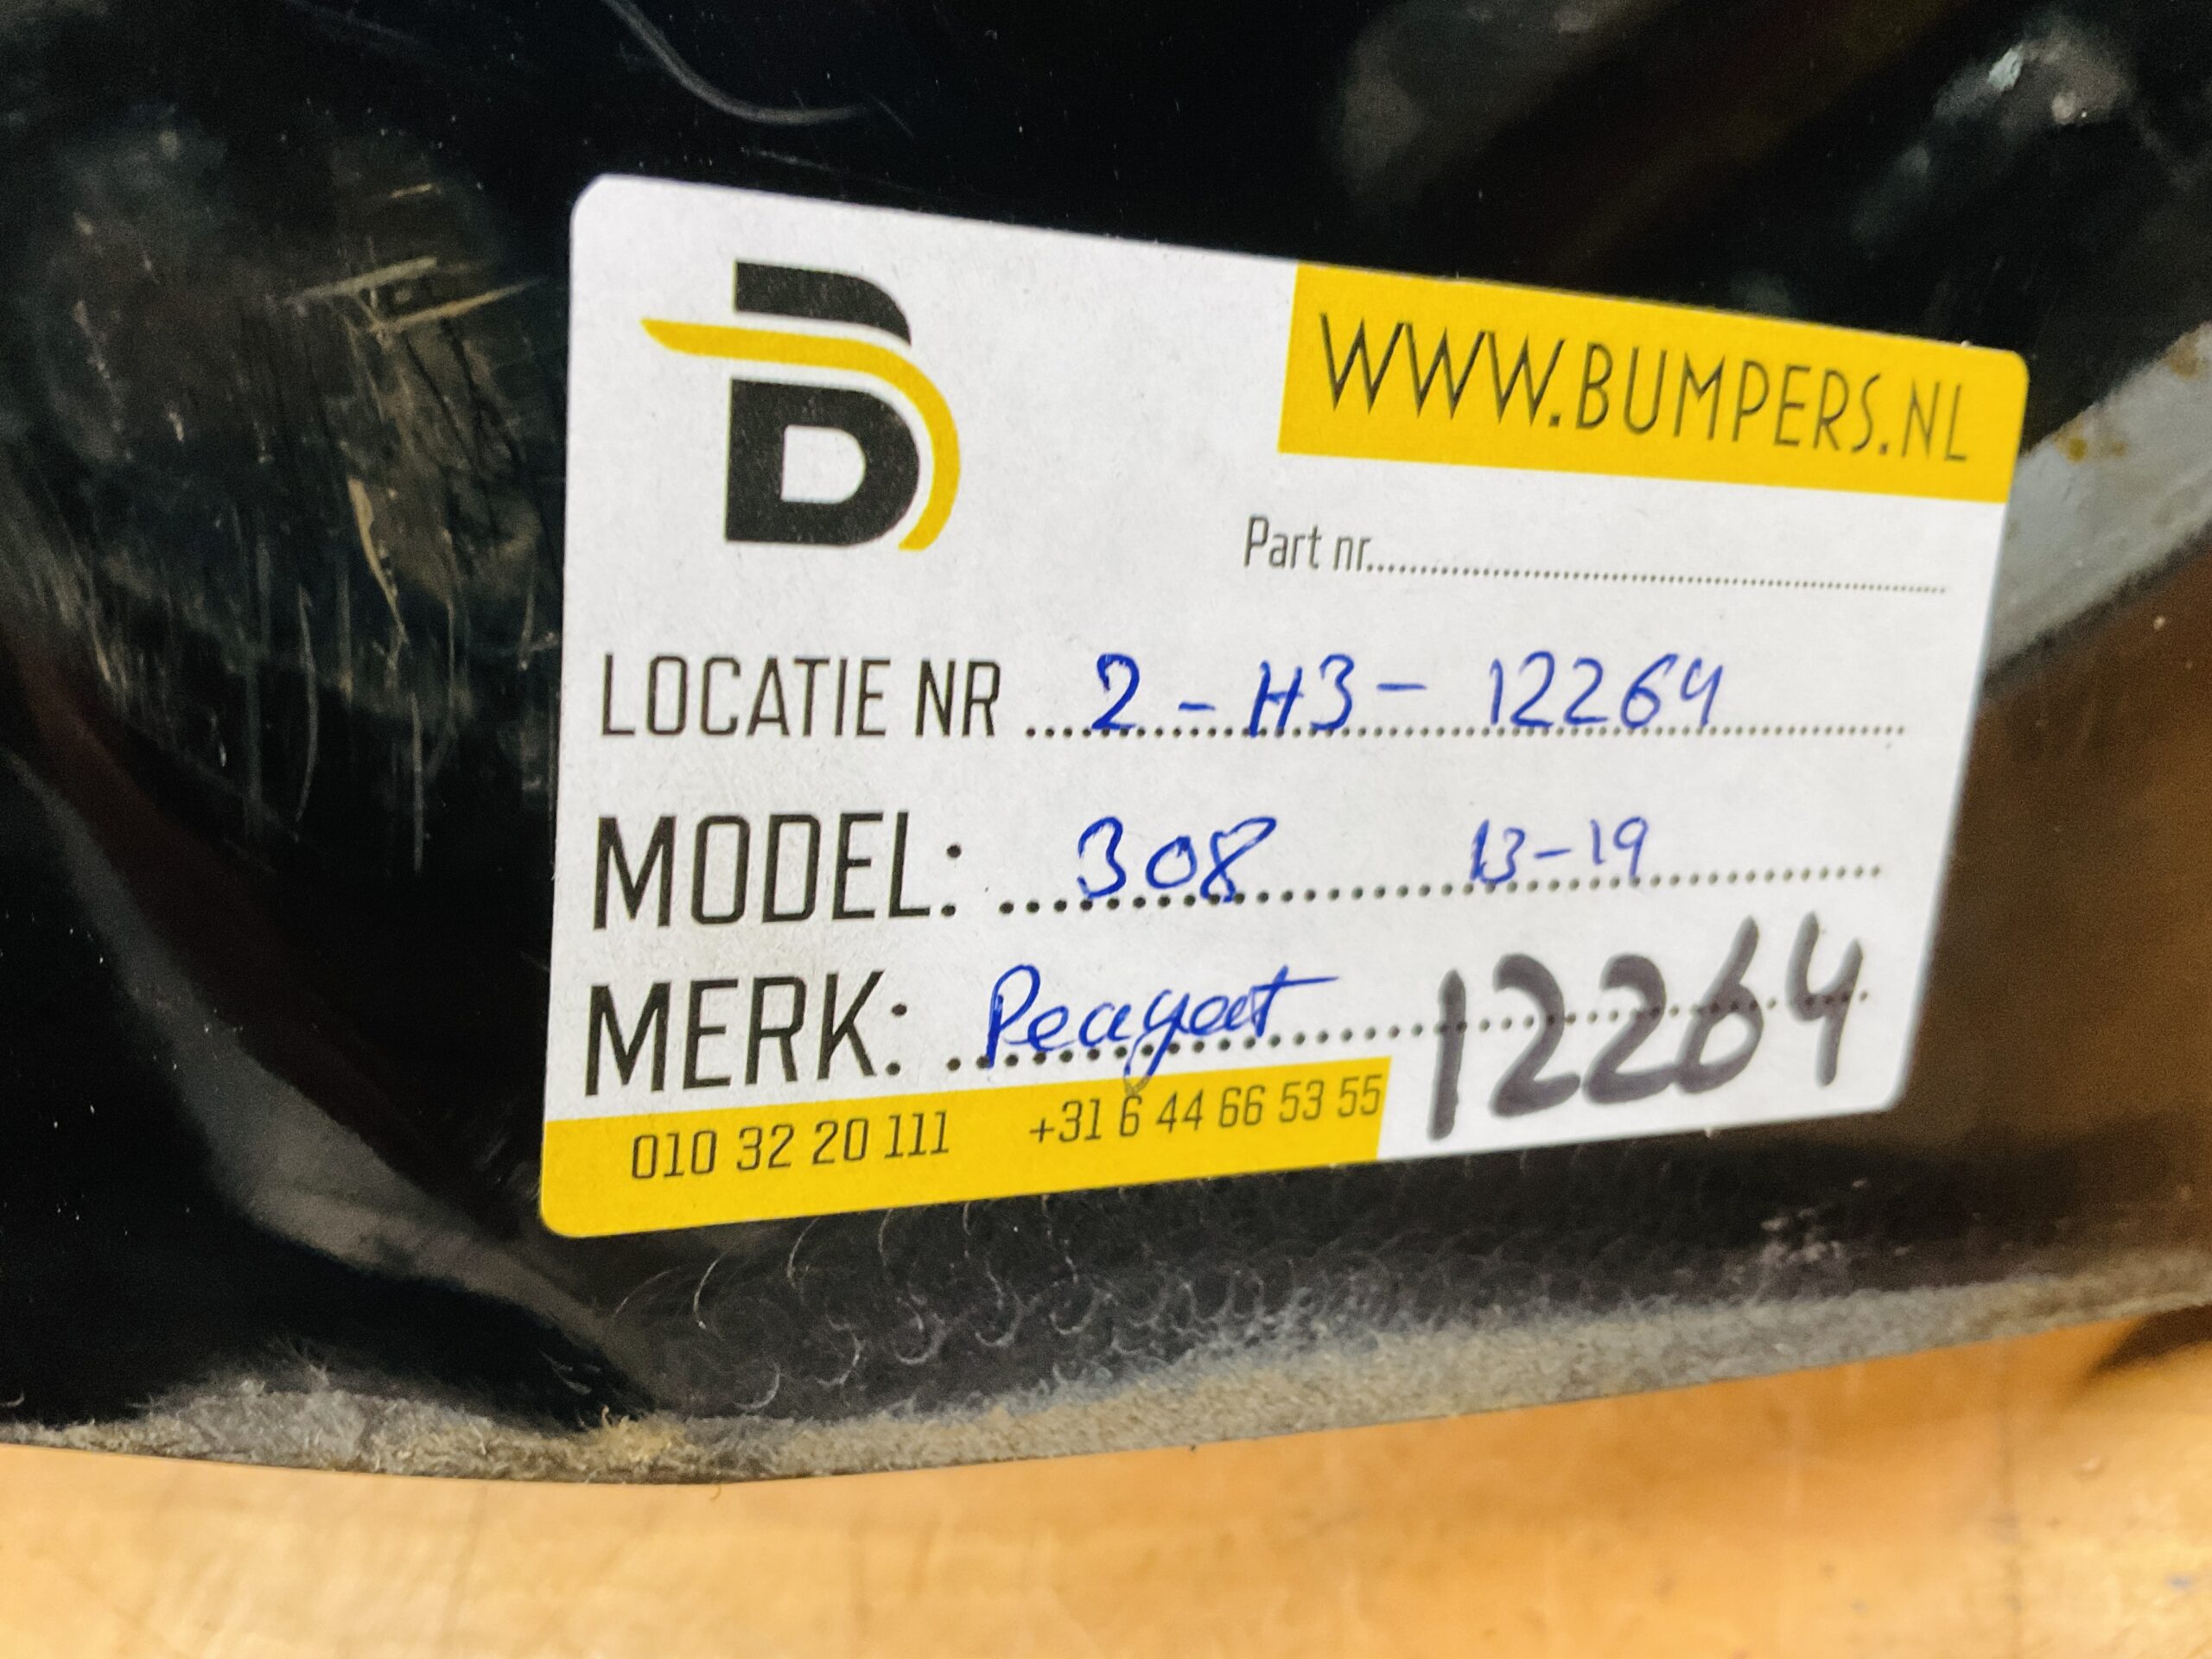 B
WWW.BUMPERS.NL
Part nr..........
LOCATIE NR ...2-H3-12264
MODEL: ...308 13-19
MERK: ...Peugeot 12264
010 32 20 111 +31 6 44 66 53 55